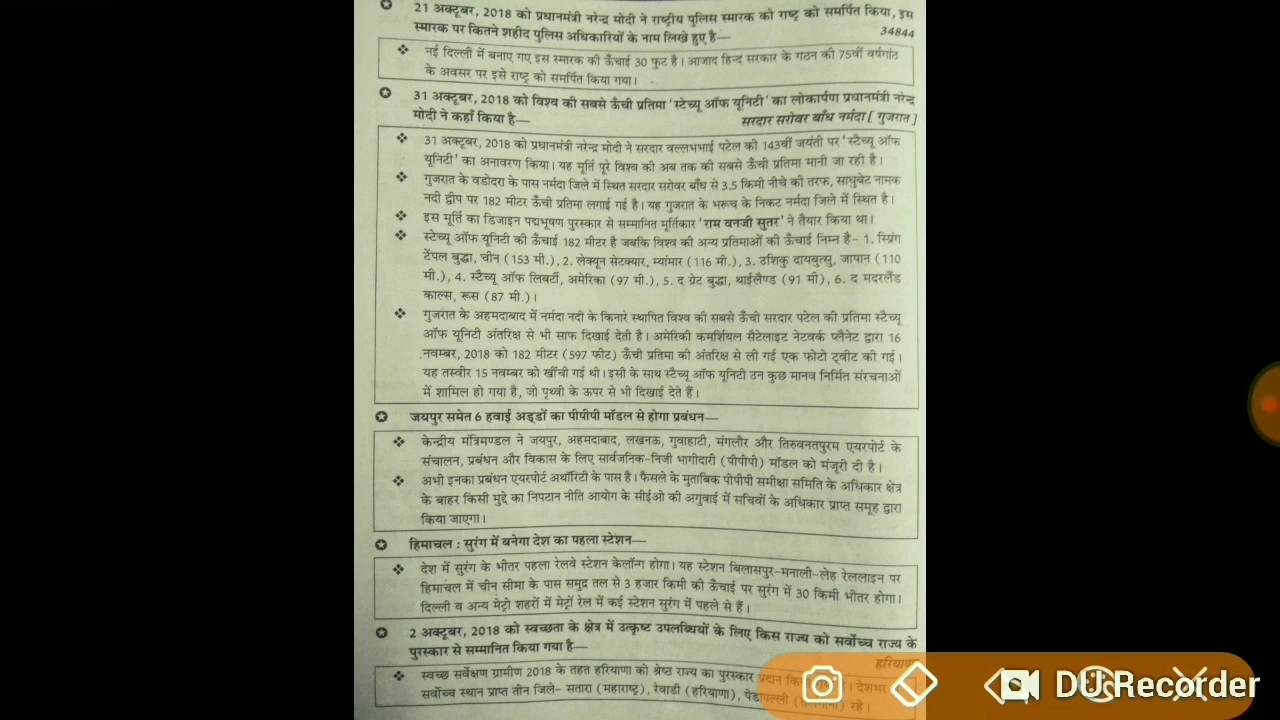 21 अक्टूबर, 2018 को प्रधानमंत्री नरेन्द्र मोदी ने राष्ट्रीय पुलिस स्मारक को राष्ट्र को समर्पित किया, इस
स्मारक पर कितने शहीद पुलिस अधिकारियों के नाम लिखे हुए है— 34844
नई दिल्ली में बनाए गए इस स्मारक की ऊँचाई 30 फुट है। आजाद हिन्द सरकार के गठन की 75वीं वर्षगांठ
के अवसर पर इसे राष्ट्र को समर्पित किया गया।
31 अक्टूबर, 2018 को विश्व की सबसे ऊँची प्रतिमा 'स्टेच्यू ऑफ यूनिटी' का लोकार्पण प्रधानमंत्री नरेन्द्र
मोदी ने कहाँ किया है— सरदार सरोवर बाँध नर्मदा [ गुजरात ]
31 अक्टूबर, 2018 को प्रधानमंत्री नरेन्द्र मोदी ने सरदार वल्लभभाई पटेल की 143वीं जयंती पर 'स्टैच्यू ऑफ
यूनिटी' का अनावरण किया। यह मूर्ति पूरे विश्व की अब तक की सबसे ऊँची प्रतिमा मानी जा रही है।
गुजरात के वडोदरा के पास नर्मदा जिले में स्थित सरदार सरोवर बाँध से 3.5 किमी नीचे की तरफ, साधुबेट नामक
नदी द्वीप पर 182 मीटर ऊँची प्रतिमा लगाई गई है। यह गुजरात के भरूच के निकट नर्मदा जिले में स्थित है।
इस मूर्ति का डिजाइन पद्मभूषण पुरस्कार से सम्मानित मूर्तिकार 'राम वनजी सुतर' ने तैयार किया था।
स्टेच्यू ऑफ यूनिटी की ऊँचाई 182 मीटर है जबकि विश्व की अन्य प्रतिमाओं की ऊँचाई निम्न है- 1. स्प्रिंग
टेंपल बुद्धा, चीन (153 मी.), 2. लेक्यून सेटक्यार, म्यांमार (116 मी.), 3. उशिकु दायबुत्सु, जापान (110
मी.), 4. स्टैच्यू ऑफ लिबर्टी, अमेरिका (97 मी.), 5. द ग्रेट बुद्धा, थाईलैण्ड (91 मी), 6. द मदरलैंड
काल्स, रूस (87 मी.)।
गुजरात के अहमदाबाद में नर्मदा नदी के किनारे स्थापित विश्व की सबसे ऊँची सरदार पटेल की प्रतिमा स्टैच्यू
ऑफ यूनिटी अंतरिक्ष से भी साफ दिखाई देती है। अमेरिकी कमर्शियल सैटेलाइट नेटवर्क प्लैनेट द्वारा 16
नवम्बर, 2018 को 182 मीटर (597 फीट) ऊँची प्रतिमा की अंतरिक्ष से ली गई एक फोटो ट्वीट की गई।
यह तस्वीर 15 नवम्बर को खींची गई थी। इसी के साथ स्टैच्यू ऑफ यूनिटी उन कुछ मानव निर्मित संरचनाओं
में शामिल हो गया है, जो पृथ्वी के ऊपर से भी दिखाई देते हैं।
जयपुर समेत 6 हवाई अड्डों का पीपीपी मॉडल से होगा प्रबंधन—
केन्द्रीय मंत्रिमण्डल ने जयपुर, अहमदाबाद, लखनऊ, गुवाहाटी, मंगलौर और तिरुवनतपुरम एयरपोर्ट के
संचालन, प्रबंधन और विकास के लिए सार्वजनिक-निजी भागीदारी (पीपीपी) मॉडल को मंजूरी दी है।
अभी इनका प्रबंधन एयरपोर्ट अथॉरिटी के पास है। फैसले के मुताबिक पीपीपी समीक्षा समिति के अधिकार क्षेत्र
के बाहर किसी मुद्दे का निपटान नीति आयोग के सीईओ की अगुवाई में सचिवों के अधिकार प्राप्त समूह द्वारा
किया जाएगा।
हिमाचल : सुरंग में बनेगा देश का पहला स्टेशन—
देश में सुरंग के भीतर पहला रेलवे स्टेशन केलॉन्ग होगा। यह स्टेशन बिलासपुर-मनाली-लेह रेललाइन पर
हिमाचल में चीन सीमा के पास समुद्र तल से 3 हजार किमी की ऊँचाई पर सुरंग में 30 किमी भीतर होगा।
दिल्ली व अन्य मेट्रो शहरों में मेट्रों रेल में कई स्टेशन सुरंग में पहले से हैं।
2 अक्टूबर, 2018 को स्वच्छता के क्षेत्र में उत्कृष्ट उपलब्धियों के लिए किस राज्य को सर्वोच्च राज्य के
पुरस्कार से सम्मानित किया गया है— हरियाणा
स्वच्छ सर्वेक्षण ग्रामीण 2018 के तहत हरियाणा को श्रेष्ठ राज्य का पुरस्कार प्रदान देशभर
सर्वोच्च स्थान प्राप्त तीन जिले- सतारा (महाराष्ट्र), रेवाडी (हरियाणा), रहे।
DU Recorder